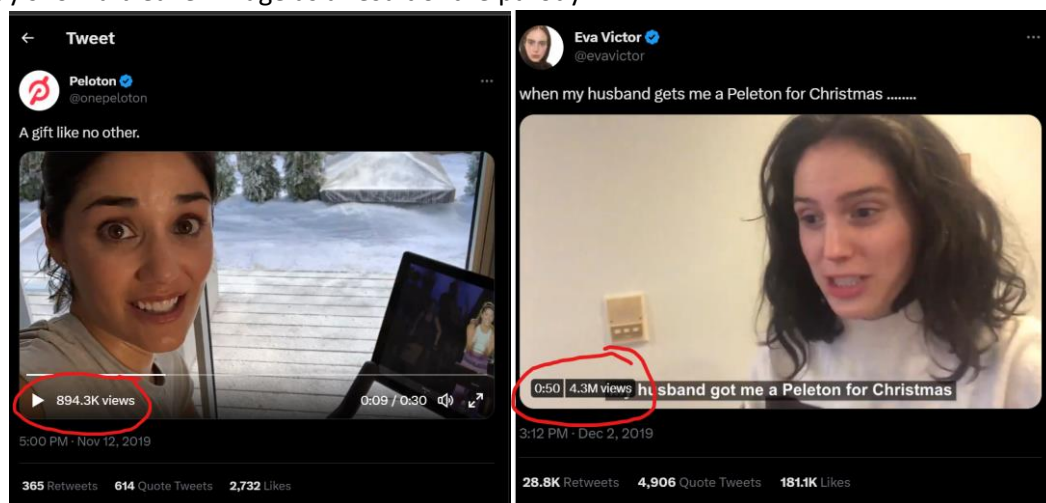 Tweet
Peloton
@onepeloton
A gift like no other.
894.3K views
0:09 / 0:30
5:00 PM · Nov 12, 2019
365 Retweets 614 Quote Tweets 2,732 Likes
Eva Victor
@evavictor
when my husband gets me a Peleton for Christmas ........
0:50 4.3M views
husband got me a Peleton for Christmas
3:12 PM · Dec 2, 2019
28.8K Retweets 4,906 Quote Tweets 181.1K Likes